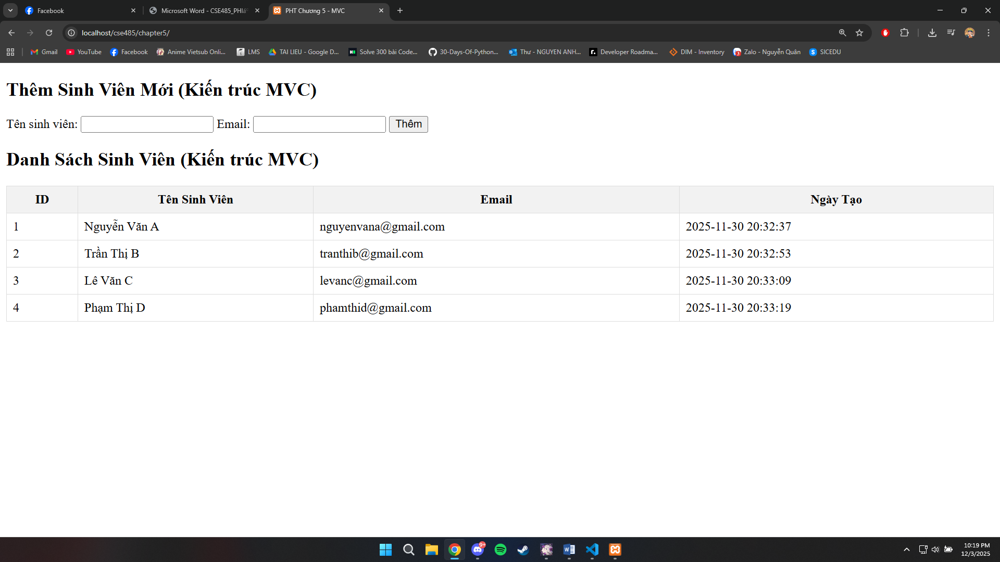 Facebook
Microsoft Word - CSE485_PHIá
PHT Chương 5 - MVC
localhost/cse485/chapter5/
Gmail
YouTube
Facebook
Anime Vietsub Onli...
LMS
TAI LIEU - Google D...
Solve 300 bài Code...
30-Days-Of-Python...
Thư - NGUYEN ANH...
Developer Roadma...
DIM - Inventory
Zalo - Nguyễn Quân
SICEDU
Thêm Sinh Viên Mới (Kiến trúc MVC)
Tên sinh viên: Email: Thêm
Danh Sách Sinh Viên (Kiến trúc MVC)
ID Tên Sinh Viên Email Ngày Tạo
1 Nguyễn Văn A nguyenvana@gmail.com 2025-11-30 20:32:37
2 Trần Thị B tranthib@gmail.com 2025-11-30 20:32:53
3 Lê Văn C levanc@gmail.com 2025-11-30 20:33:09
4 Phạm Thị D phamthid@gmail.com 2025-11-30 20:33:19
9+
10:19 PM
12/3/2025